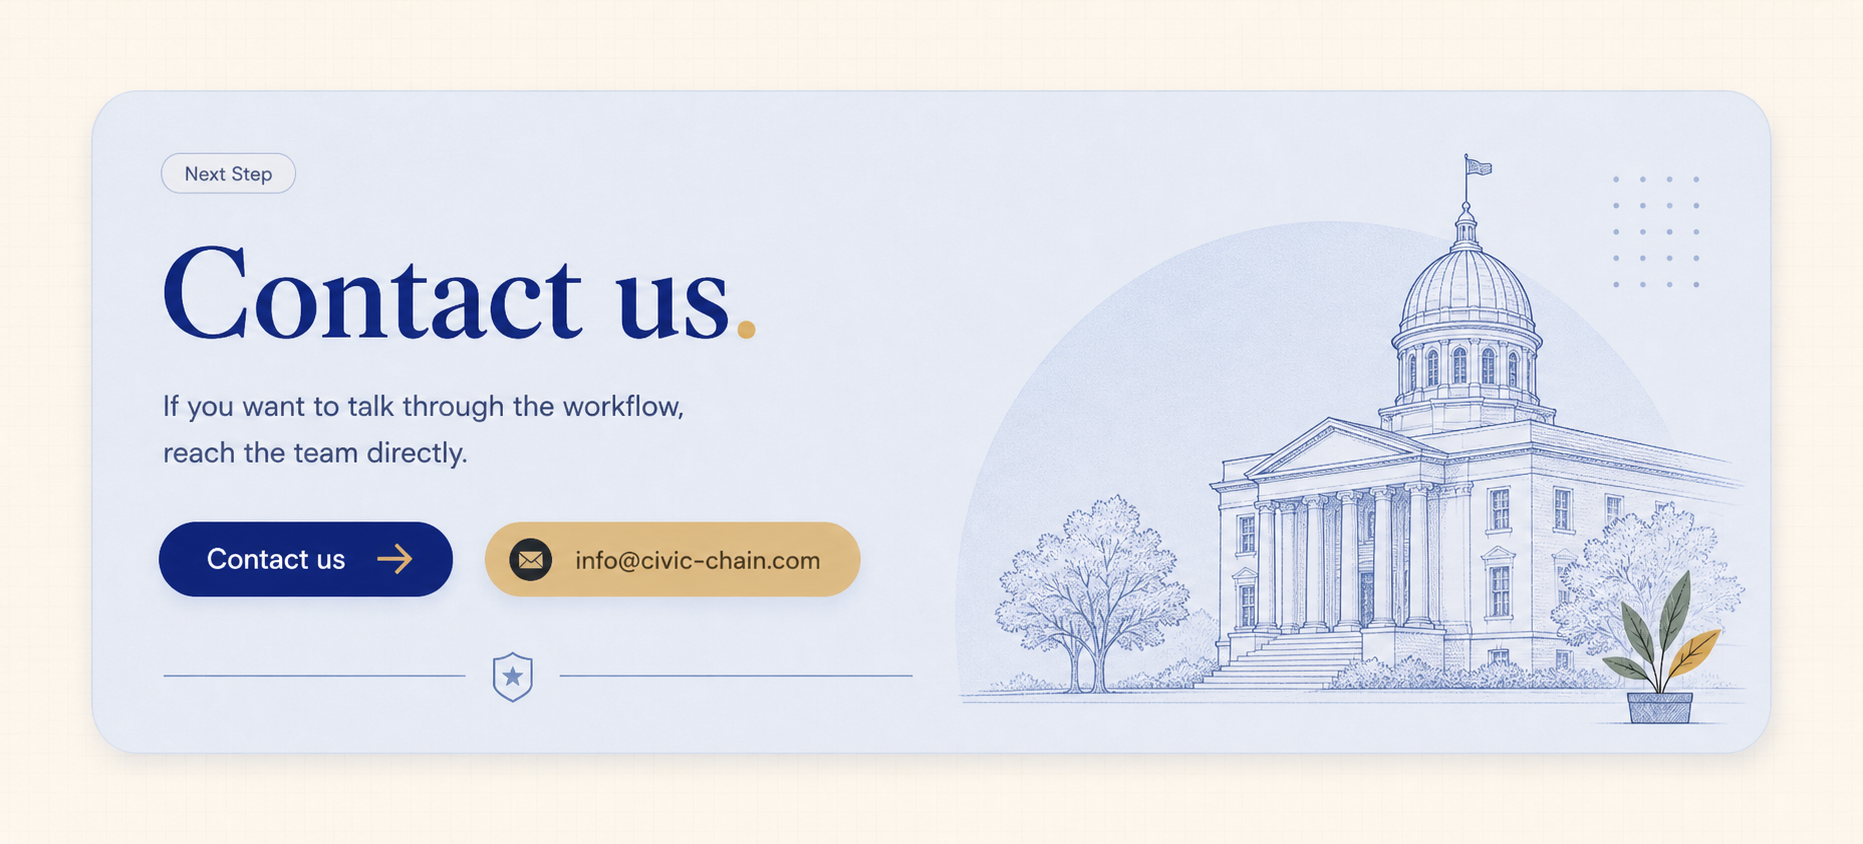 Next Step
Contact us.
If you want to talk through the workflow,
reach the team directly.
Contact us
info@civic-chain.com